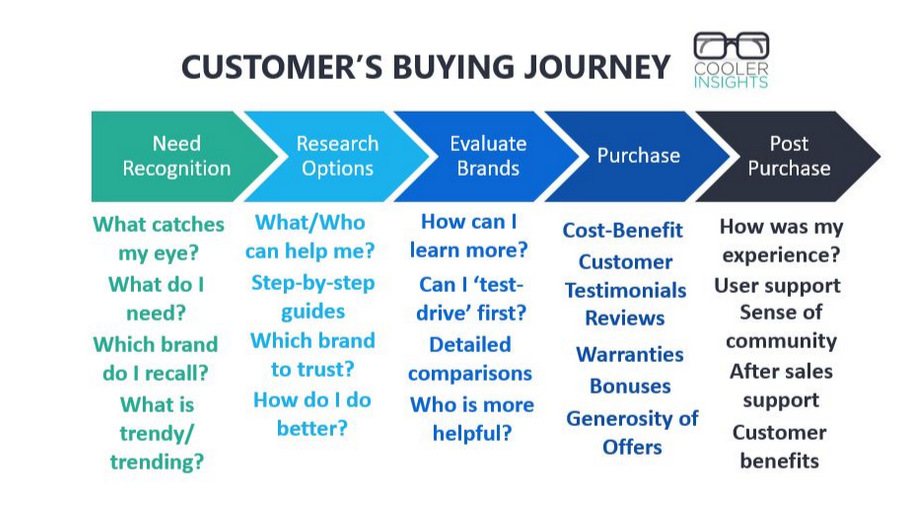 CUSTOMER'S BUYING JOURNEY
COOLER
INSIGHTS
Need
Recognition
Research
Options
Evaluate
Brands
Purchase
Post
Purchase
What catches
my eye?
What do I
need?
Which brand
do I recall?
What is
trendy/
trending?
What/Who
can help me?
Step-by-step
guides
Which brand
to trust?
How do I do
better?
How can I
learn more?
Can I ‘test-
drive’ first?
Detailed
comparisons
Who is more
helpful?
Cost-Benefit
Customer
Testimonials
Reviews
Warranties
Bonuses
Generosity of
Offers
How was my
experience?
User support
Sense of
community
After sales
support
Customer
benefits